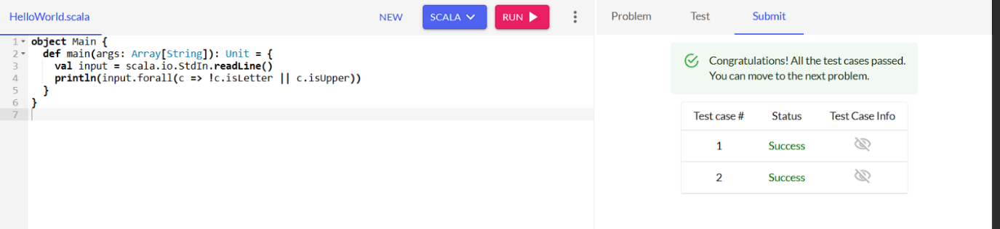 HelloWorld.scala NEW SCALA RUN
Problem Test Submit
1 object Main {
2 def main(args: Array[String]): Unit = {
3 val input = scala.io.StdIn.readLine()
4 println(input.forall(c => !c.isLetter || c.isUpper))
5 }
6 }
7
Congratulations! All the test cases passed.
You can move to the next problem.
Test case # Status Test Case Info
1 Success
2 Success